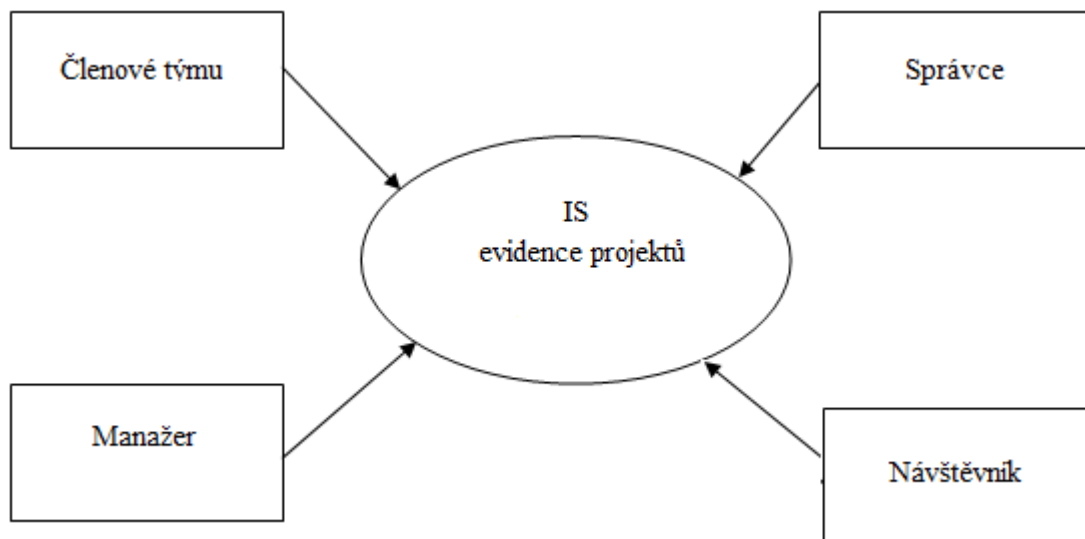 Členové týmu
Správce
IS
evidence projektů
Manažer
Návštěvník